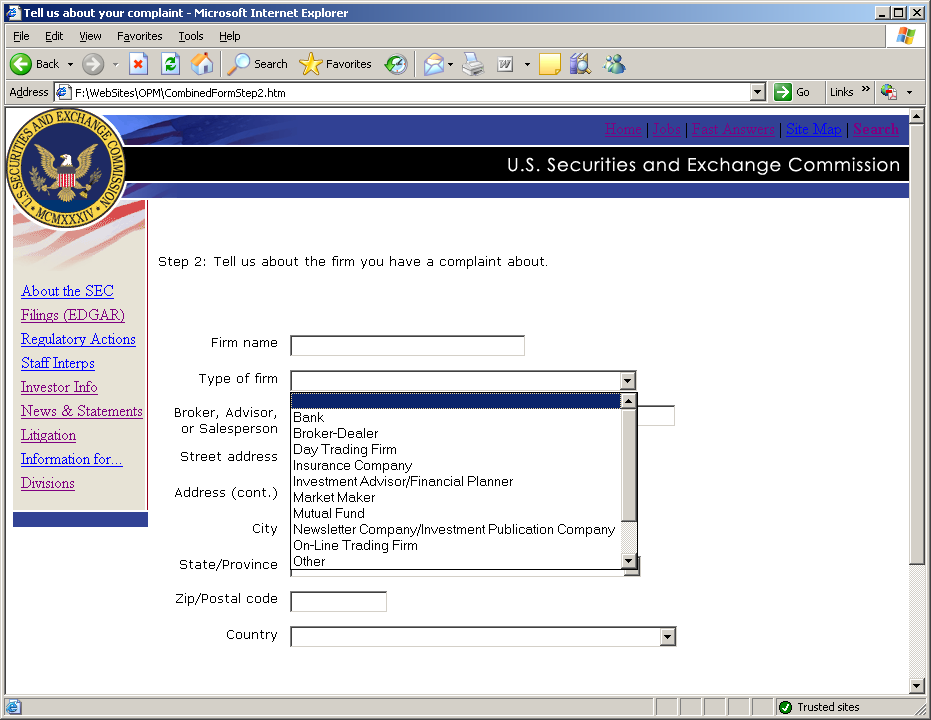 Tell us about your complaint - Microsoft Internet Explorer
File Edit View Favorites Tools Help
Back Search Favorites
Address F:\WebSites\OPM\CombinedFormStep2.htm Go Links »
U.S. SECURITIES AND EXCHANGE COMMISSION
MCMXXXIV
Home | Jobs | Fast Answers | Site Map | Search
U.S. Securities and Exchange Commission
About the SEC
Filings (EDGAR)
Regulatory Actions
Staff Interps
Investor Info
News & Statements
Litigation
Information for...
Divisions
Step 2: Tell us about the firm you have a complaint about.
Firm name
Type of firm
Bank
Broker-Dealer
Day Trading Firm
Insurance Company
Investment Advisor/Financial Planner
Market Maker
Mutual Fund
Newsletter Company/Investment Publication Company
On-Line Trading Firm
Other
Broker, Advisor,
or Salesperson
Street address
Address (cont.)
City
State/Province
Zip/Postal code
Country
Trusted sites